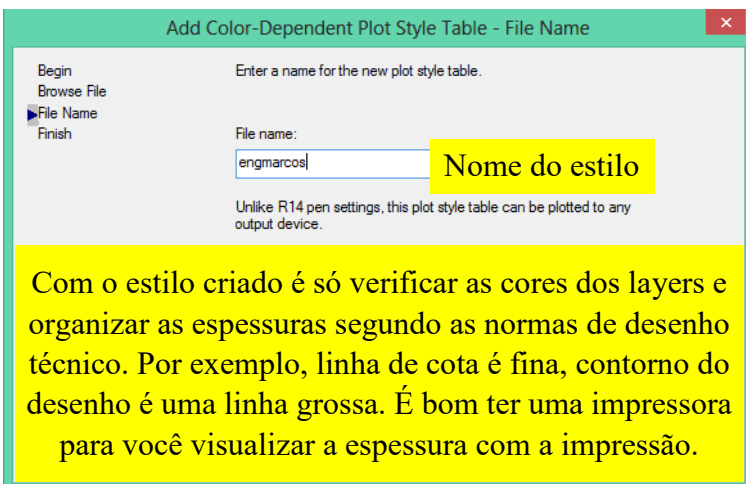 Add Color-Dependent Plot Style Table - File Name
Begin
Browse File
File Name
Finish
Enter a name for the new plot style table.
File name:
engmarcos
Nome do estilo
Unlike R14 pen settings, this plot style table can be plotted to any
output device.
Com o estilo criado é só verificar as cores dos layers e
organizar as espessuras segundo as normas de desenho
técnico. Por exemplo, linha de cota é fina, contorno do
desenho é uma linha grossa. É bom ter uma impressora
para você visualizar a espessura com a impressão.